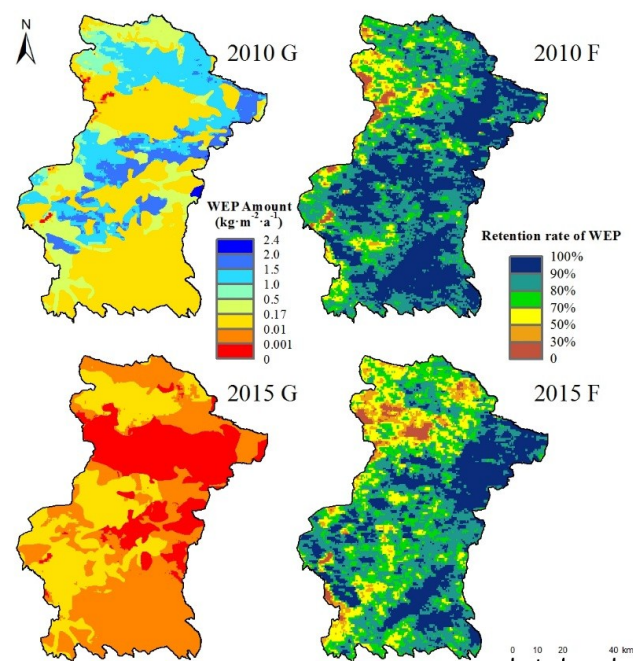 N
2010 G
2010 F
WEP Amount
(kg·m⁻²·a⁻¹)
2.4
2.0
1.5
1.0
0.5
0.17
0.01
0.001
0
Retention rate of WEP
100%
90%
80%
70%
50%
30%
0
2015 G
2015 F
0 10 20 40 km